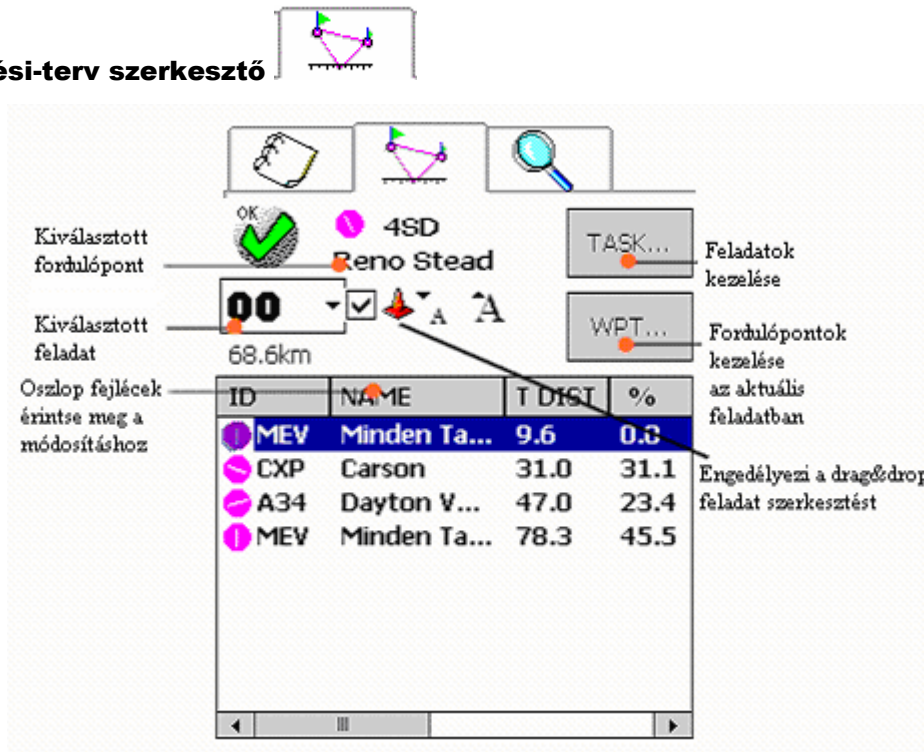 ési-terv szerkesztő
OK
4SD
Reno Stead
TASK...
Kiválasztott
fordulópont
Feladatok
kezelése
00
A
A
WPT...
Kiválasztott
feladat
68.6km
Fordulópontok
kezelése
az aktuális
feladatban
Oszlop fejlécek
érintse meg a
módosításhoz
ID NAME T DIST %
MEV Minden Ta... 9.6 0.0
CXP Carson 31.0 31.1
A34 Dayton V... 47.0 23.4
MEV Minden Ta... 78.3 45.5
Engedélyezi a drag&drop
feladat szerkesztést